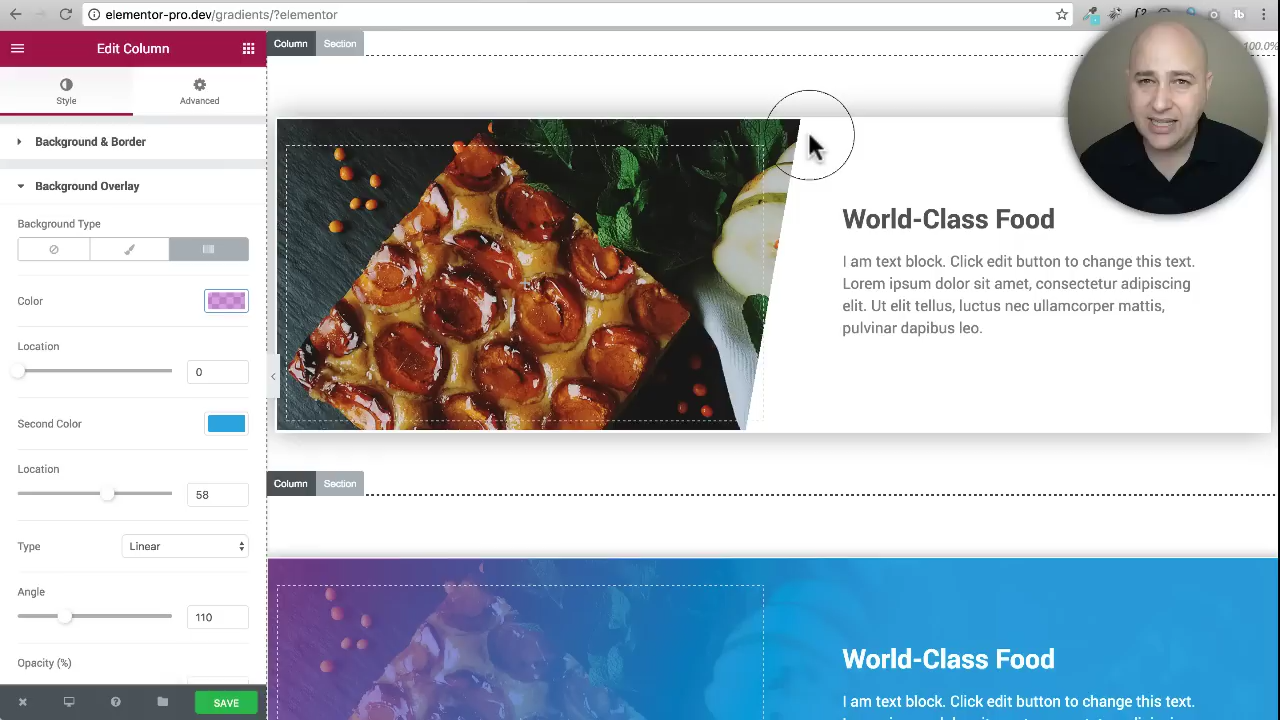 elementor-pro.dev/gradients/?elementor
fb
Edit Column
Column
Section
100.0%
Style
Advanced
Background & Border
Background Overlay
Background Type
Color
Location
0
Second Color
Location
58
Type
Linear
Angle
110
Opacity (%)
SAVE
World-Class Food
I am text block. Click edit button to change this text.
Lorem ipsum dolor sit amet, consectetur adipiscing
elit. Ut elit tellus, luctus nec ullamcorper mattis,
pulvinar dapibus leo.
Column
Section
World-Class Food
I am text block. Click edit button to change this text.